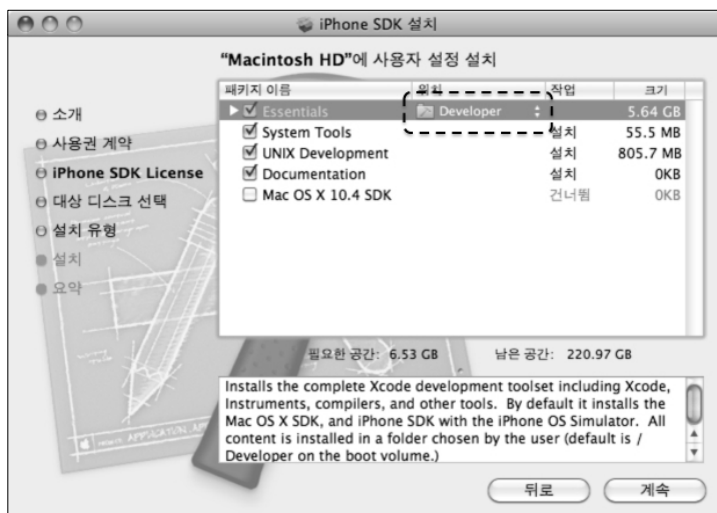 iPhone SDK 설치
“Macintosh HD”에 사용자 설정 설치
패키지 이름 위치 작업 크기
Essentials Developer 5.64 GB
System Tools 설치 55.5 MB
UNIX Development 설치 805.7 MB
Documentation 설치 0KB
Mac OS X 10.4 SDK 건너뜀 0KB
소개
사용권 계약
iPhone SDK License
대상 디스크 선택
설치 유형
설치
요약
필요한 공간: 6.53 GB 남은 공간: 220.97 GB
Installs the complete Xcode development toolset including Xcode,
Instruments, compilers, and other tools. By default it installs the
Mac OS X SDK, and iPhone SDK with the iPhone OS Simulator. All
content is installed in a folder chosen by the user (default is /
Developer on the boot volume.)
뒤로 계속